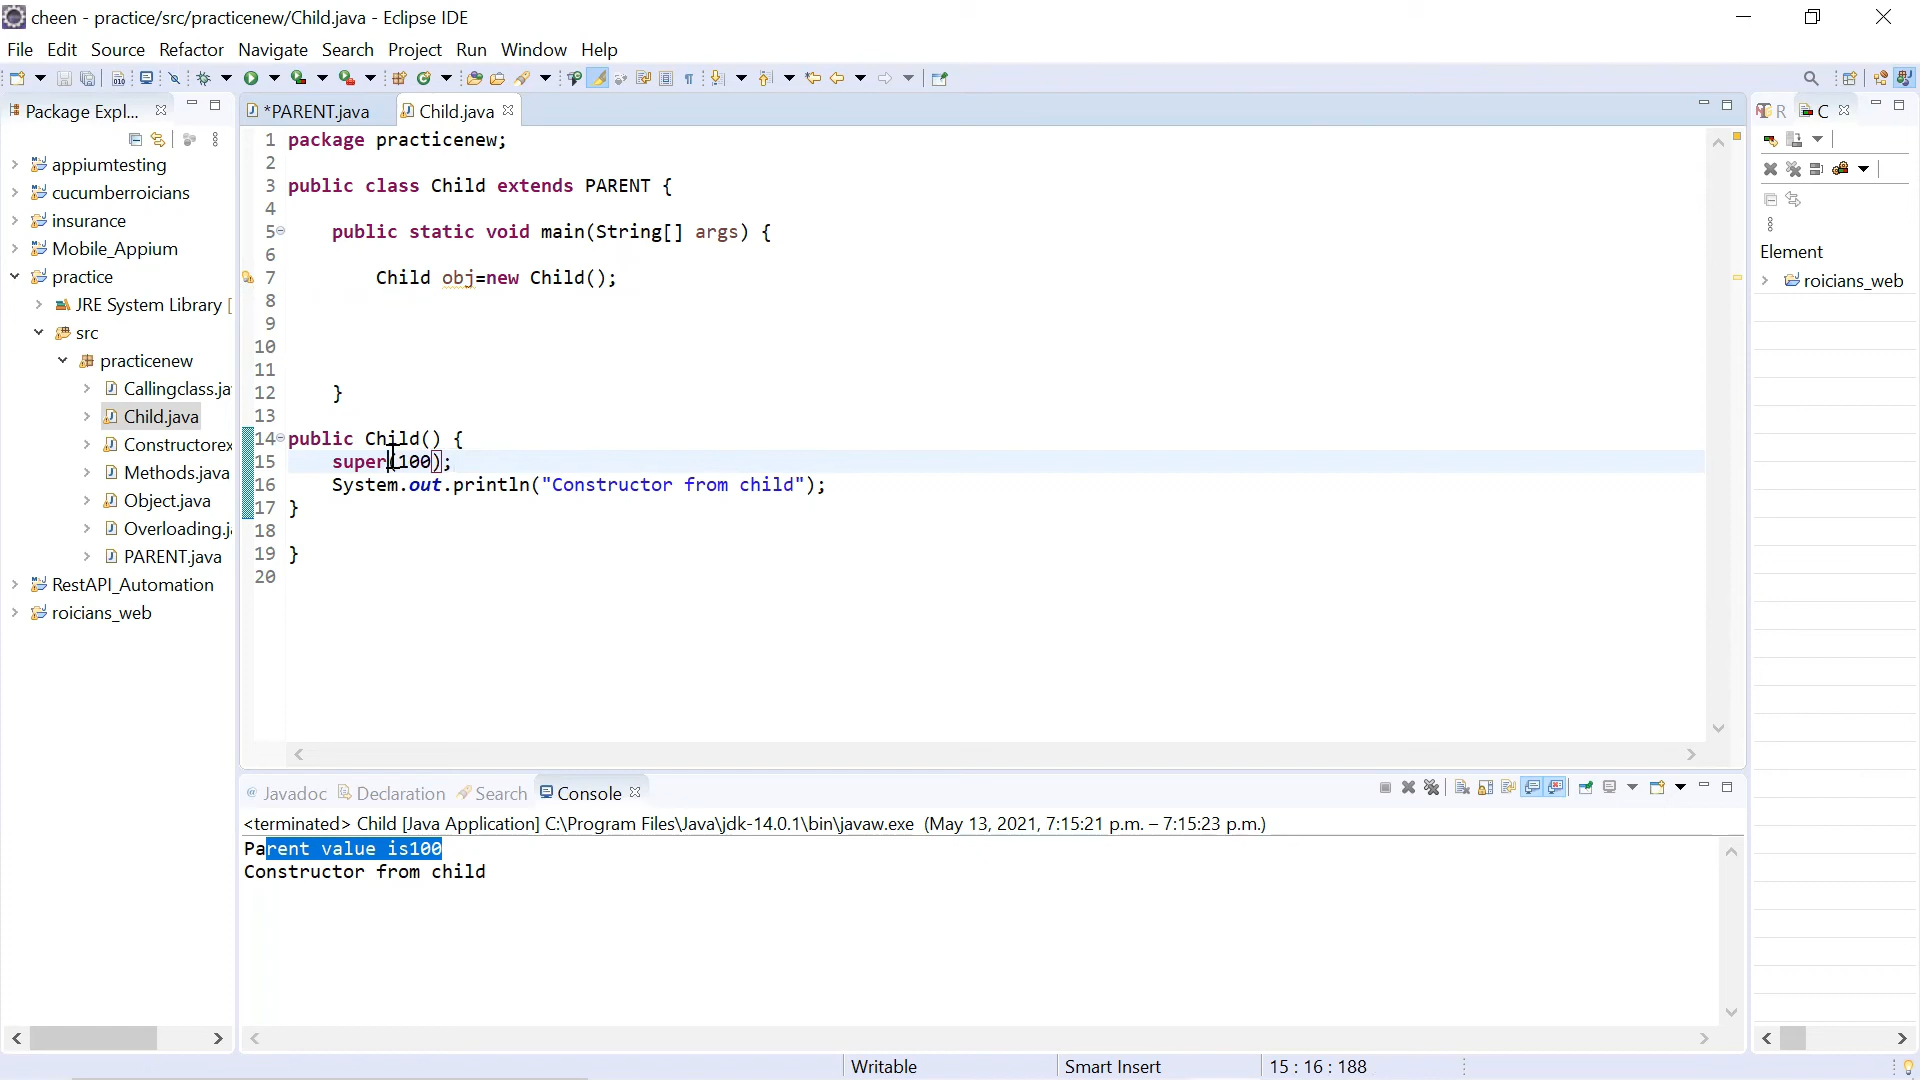 cheen - practice/src/practicenew/Child.java - Eclipse IDE
File Edit Source Refactor Navigate Search Project Run Window Help
Package Expl...
appiumtesting
cucumberroicians
insurance
Mobile_Appium
practice
JRE System Library [
src
practicenew
Callingclass.ja
Child.java
Constructorex
Methods.java
Object.java
Overloading.j
PARENT.java
RestAPI_Automation
roicians_web
*PARENT.java Child.java
1 package practicenew;
2
3 public class Child extends PARENT {
4
5 public static void main(String[] args) {
6
7 Child obj=new Child();
8
9
10
11
12 }
13
14 public Child() {
15 super(100);
16 System.out.println("Constructor from child");
17 }
18
19 }
20
R C
Element
roicians_web
@ Javadoc Declaration Search Console
<terminated> Child [Java Application] C:\Program Files\Java\jdk-14.0.1\bin\javaw.exe (May 13, 2021, 7:15:21 p.m. – 7:15:23 p.m.)
Parent value is100
Constructor from child
Writable Smart Insert 15 : 16 : 188